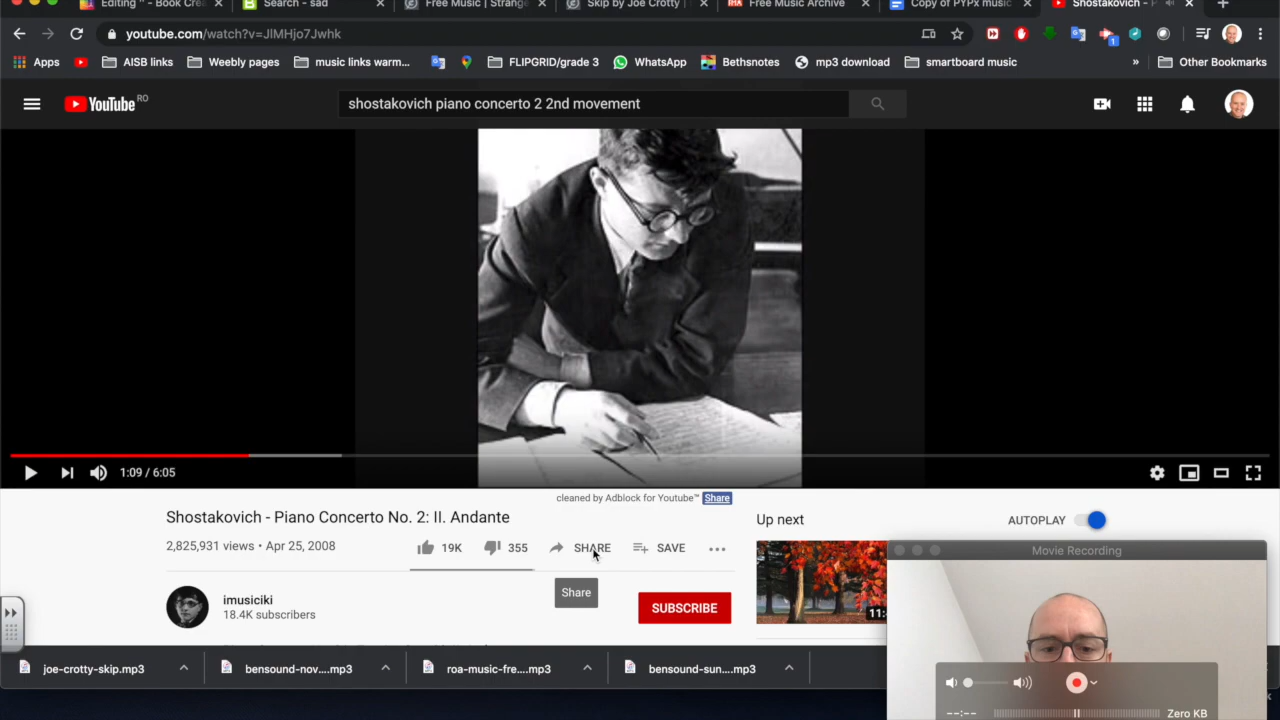 Editing " - Book Crea
Search - sad
Free Music | Strange
Skip by Joe Crotty |
Free Music Archive
Copy of PYPx music
Shostakovich - P
youtube.com/watch?v=JlMHjo7Jwhk
1
Apps
AISB links
Weebly pages
music links warm...
FLIPGRID/grade 3
WhatsApp
Bethsnotes
mp3 download
smartboard music
»
Other Bookmarks
YouTube RO
shostakovich piano concerto 2 2nd movement
1:09 / 6:05
cleaned by Adblock for Youtube™ Share
Shostakovich - Piano Concerto No. 2: II. Andante
Up next
AUTOPLAY
2,825,931 views • Apr 25, 2008
19K
355
SHARE
SAVE
Movie Recording
Share
imusiciki
18.4K subscribers
SUBSCRIBE
11:
joe-crotty-skip.mp3
bensound-nov....mp3
roa-music-fre....mp3
bensound-sun....mp3
--:--
Zero KB